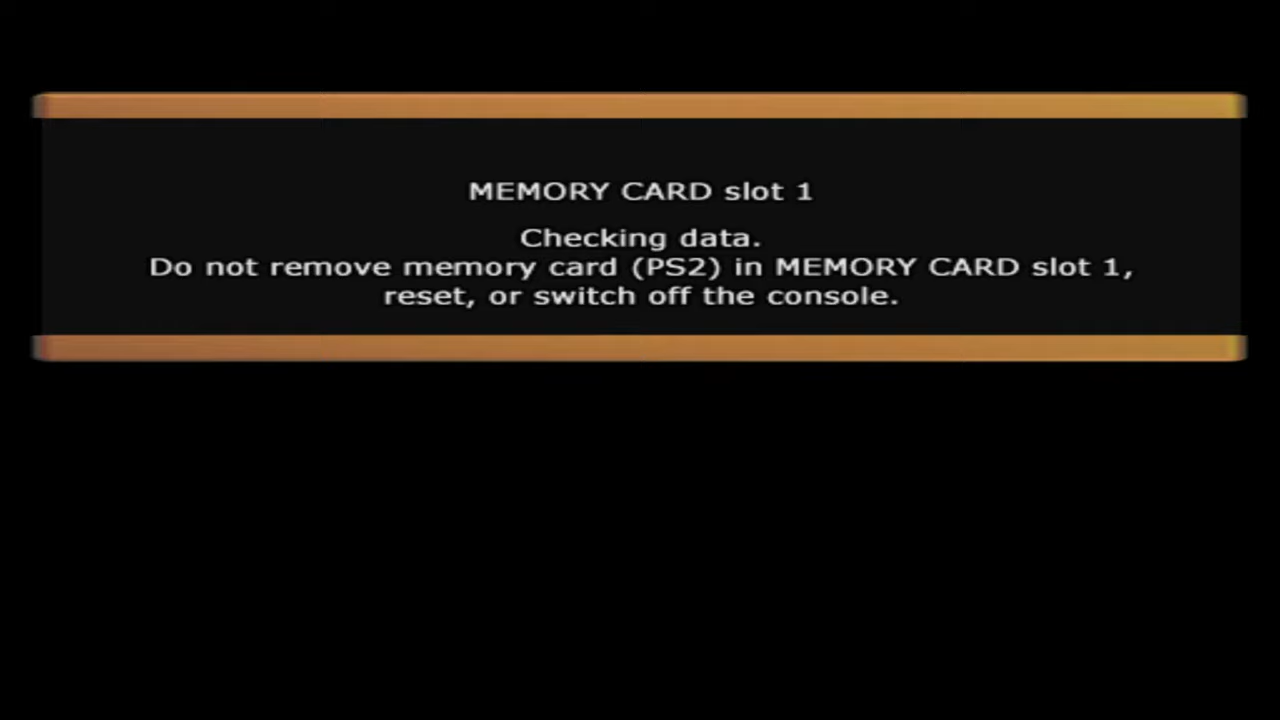 MEMORY CARD slot 1
Checking data.
Do not remove memory card (PS2) in MEMORY CARD slot 1,
reset, or switch off the console.